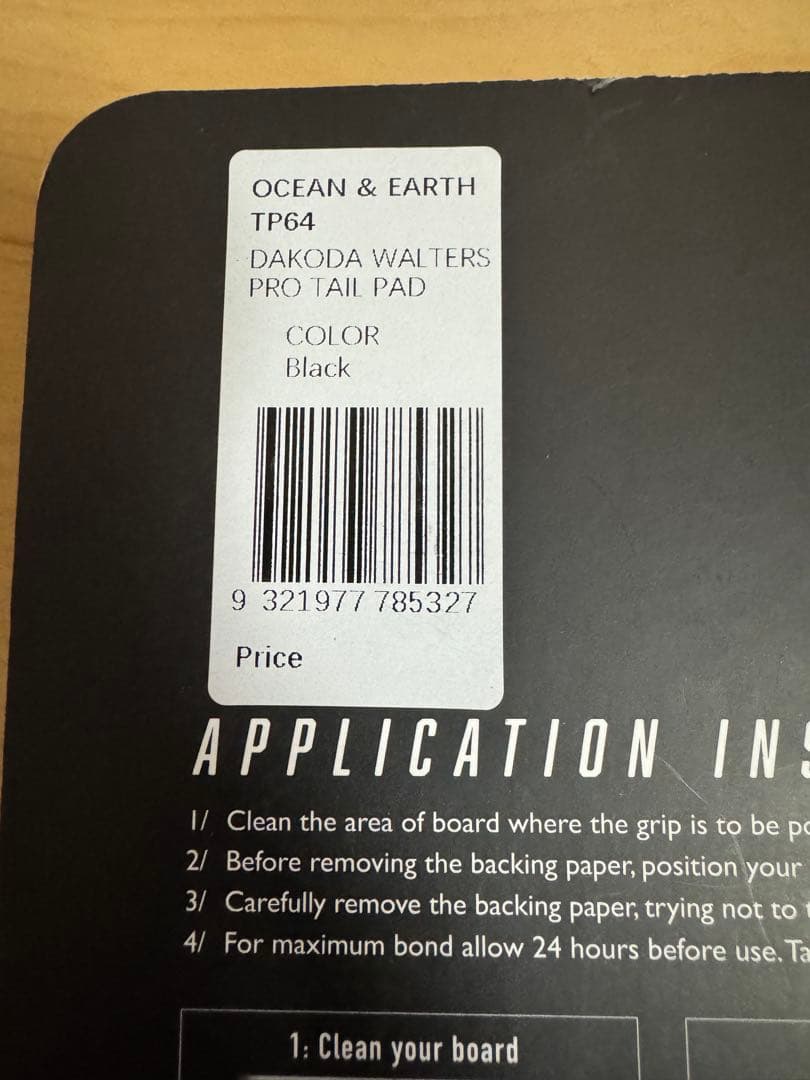 OCEAN & EARTH
TP64
DAKODA WALTERS
PRO TAIL PAD
COLOR
Black
9 321977 785327
Price
APPLICATION INS
1/ Clean the area of board where the grip is to be po
2/ Before removing the backing paper, position your
3/ Carefully remove the backing paper, trying not to
4/ For maximum bond allow 24 hours before use. Ta
1: Clean your board